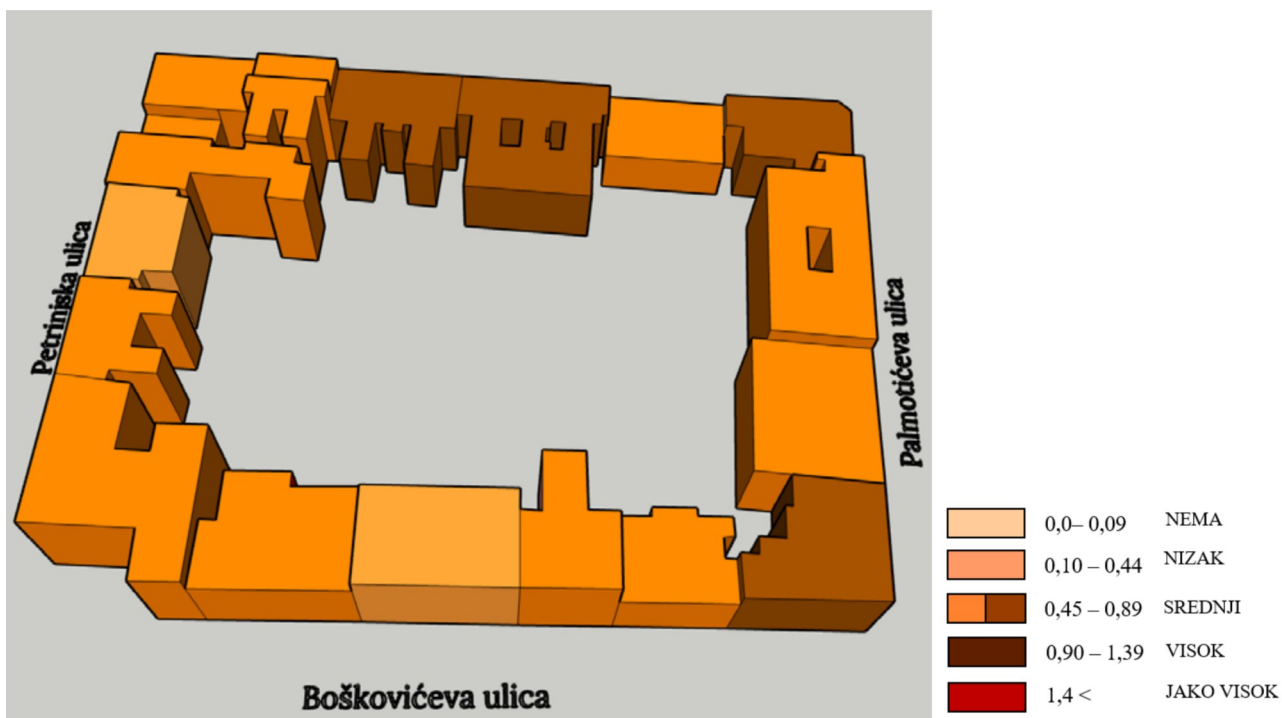 Petrinjska ulica
Palmotićeva ulica
Boškovićeva ulica
0,0– 0,09 NEMA
0,10 – 0,44 NIZAK
0,45 – 0,89 SREDNJI
0,90 – 1,39 VISOK
1,4 < JAKO VISOK